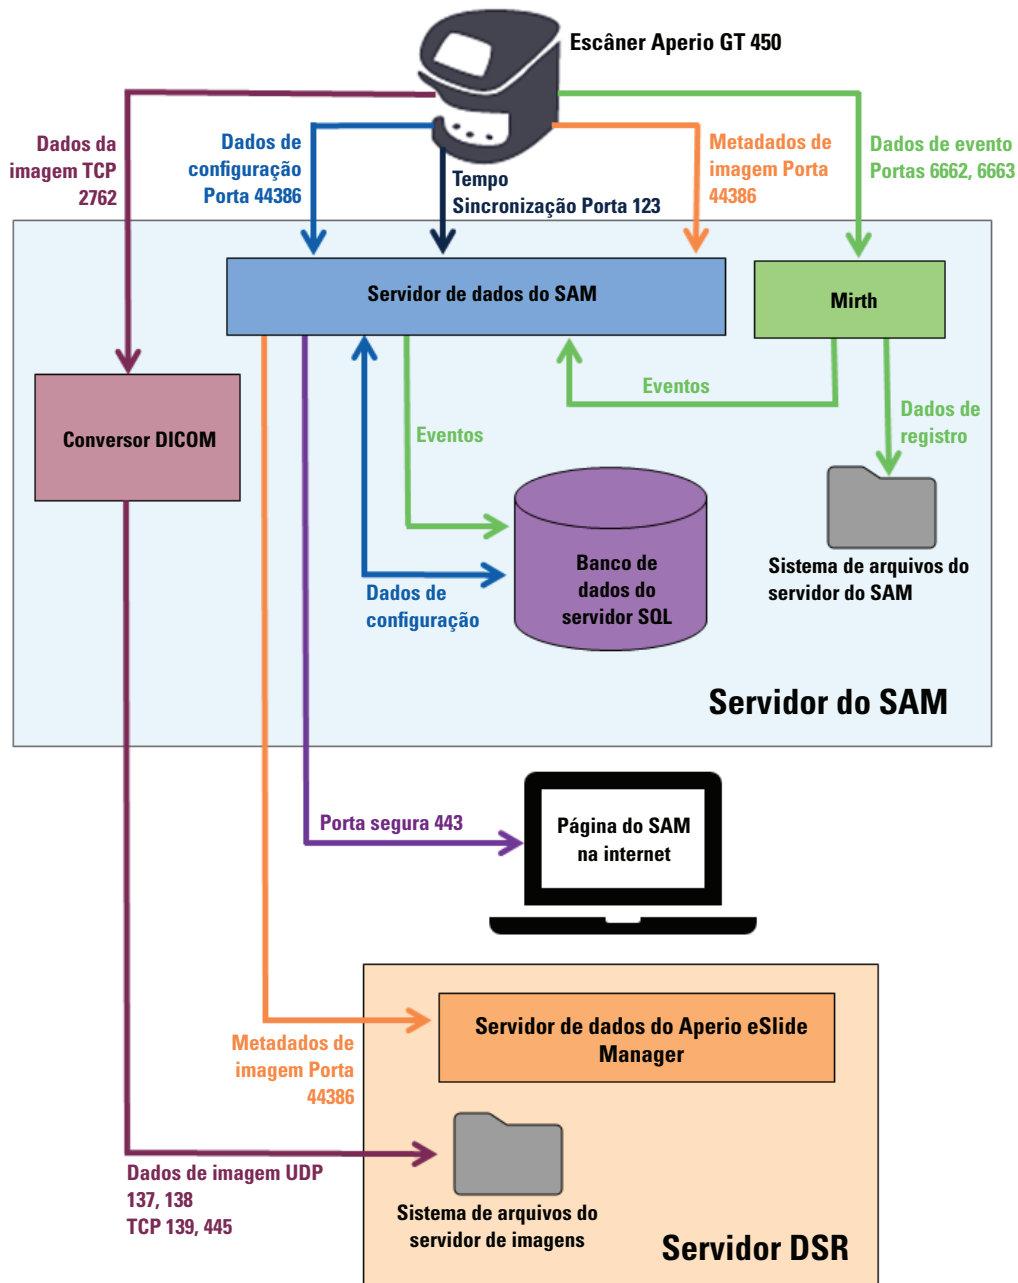 Escâner Aperio GT 450
Dados da
imagem TCP
2762
Dados de
configuração
Porta 44386
Tempo
Sincronização Porta 123
Metadados de
imagem Porta
44386
Dados de evento
Portas 6662, 6663
Servidor de dados do SAM
Mirth
Conversor DICOM
Eventos
Eventos
Dados de
registro
Banco de
dados do
servidor SQL
Sistema de arquivos do
servidor do SAM
Dados de
configuração
Servidor do SAM
Porta segura 443
Página do SAM
na internet
Servidor de dados do Aperio eSlide
Manager
Metadados de
imagem Porta
44386
Dados de imagem UDP
137, 138
TCP 139, 445
Sistema de arquivos do
servidor de imagens
Servidor DSR